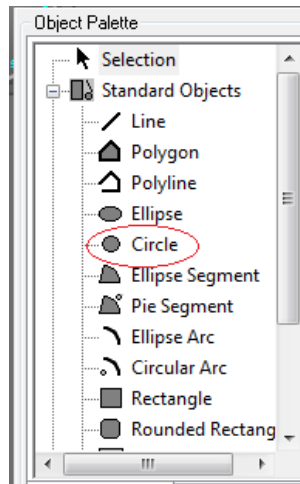 Object Palette
Selection
Standard Objects
Line
Polygon
Polyline
Ellipse
Circle
Ellipse Segment
Pie Segment
Ellipse Arc
Circular Arc
Rectangle
Rounded Rectang